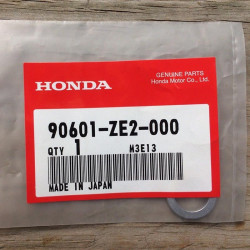 HONDA
GENUINE PARTS
Honda Motor Co., Ltd.
90601-ZE2-000
QTY 1 M3E13
MADE IN JAPAN